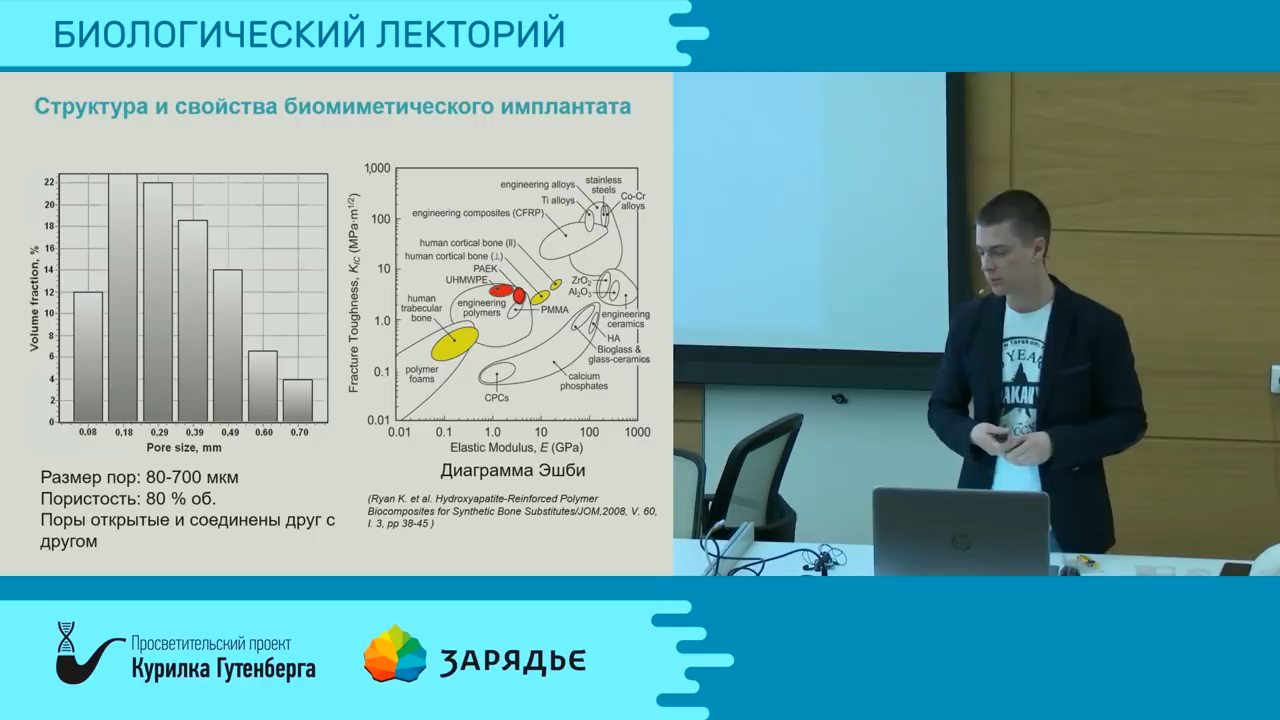 БИОЛОГИЧЕСКИЙ ЛЕКТОРИЙ
Структура и свойства биомиметического имплантата
Volume fraction, %
22
20
18
16
14
12
10
8
6
4
2
0
0,08 0,18 0,29 0,39 0,49 0,60 0,70
Pore size, mm
Размер пор: 80-700 мкм
Пористость: 80 % об.
Поры открытые и соединены друг с
другом
Fracture Toughness, KIC (MPa·m1/2)
1,000
100
10
1.0
0.1
0.01
engineering alloys
stainless
steels
Ti alloys
Co-Cr
alloys
engineering composites (CFRP)
human cortical bone (II)
human cortical bone (⊥)
PAEK
UHMWPE
ZrO2
Al2O3
human
trabecular
bone
engineering
polymers
PMMA
engineering
ceramics
HA
Bioglass &
glass-ceramics
polymer
foams
calcium
phosphates
CPCs
0.01 0.1 1.0 10 100 1000
Elastic Modulus, E (GPa)
Диаграмма Эшби
(Ryan K. et al. Hydroxyapatite-Reinforced Polymer
Biocomposites for Synthetic Bone Substitutes/JOM,2008, V. 60,
I. 3, pp 38-45 )
YEA
hp
Просветительский проект
Курилка Гутенберга
ЗАРЯДЬЕ